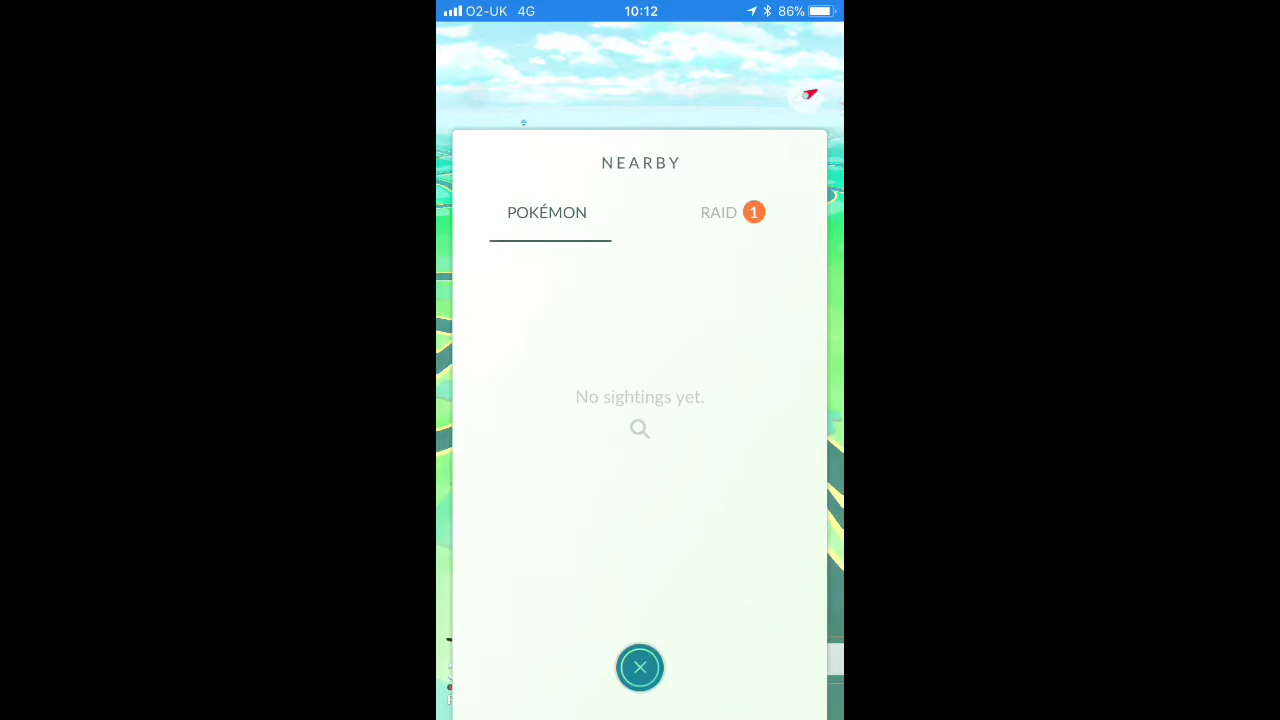 O2-UK 4G 10:12 86%
NEARBY
POKÉMON RAID 1
No sightings yet.